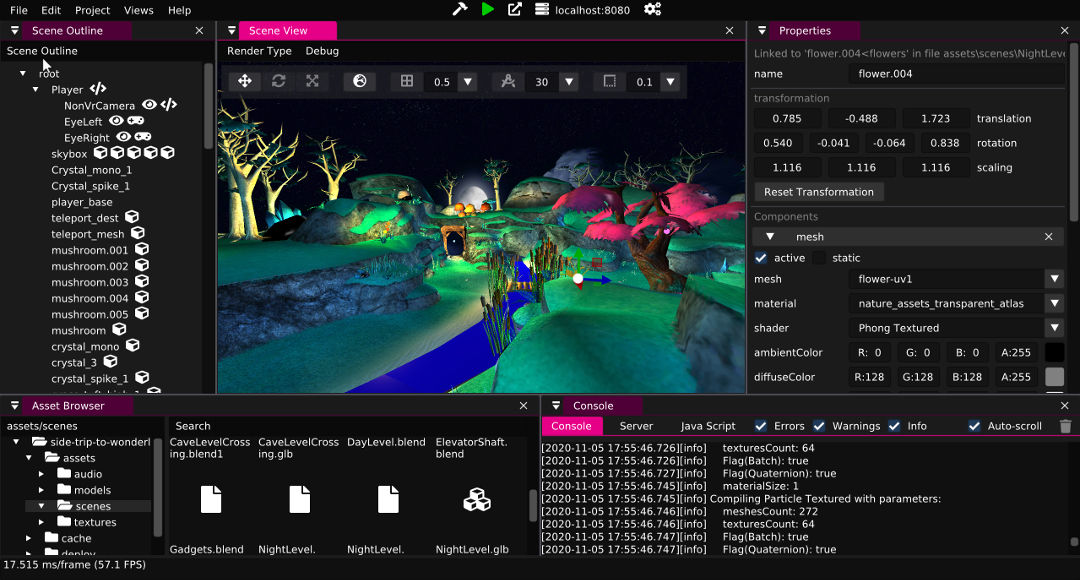 File Edit Project Views Help localhost:8080
Scene Outline
Scene Outline
root
Player
NonVrCamera
EyeLeft
EyeRight
skybox
Crystal_mono_1
Crystal_spike_1
player_base
teleport_dest
teleport_mesh
mushroom.001
mushroom.002
mushroom.003
mushroom.004
mushroom.005
mushroom
crystal_mono
crystal_3
crystal_spike_1
Scene View
Render Type Debug
0.5 30 0.1
Properties
Linked to 'flower.004<flowers' in file assets\scenes\NightLeve
name flower.004
transformation
0.785 -0.488 1.723 translation
0.540 -0.041 -0.064 0.838 rotation
1.116 1.116 1.116 scaling
Reset Transformation
Components
mesh
active static
mesh flower-uv1
material nature_assets_transparent_atlas
shader Phong Textured
ambientColor R: 0 G: 0 B: 0 A:255
diffuseColor R:128 G:128 B:128 A:255
Asset Browser
assets/scenes
side-trip-to-wonderl
assets
audio
models
scenes
textures
cache
deploy
Search
CaveLevelCross
ing.blend1
CaveLevelCross
ing.glb
DayLevel.blend
ElevatorShaft.
blend
Gadgets.blend
NightLevel.
NightLevel.
NightLevel.glb
Console
Console Server Java Script Errors Warnings Info Auto-scroll
[2020-11-05 17:55:46.726][info] texturesCount: 64
[2020-11-05 17:55:46.726][info] Flag(Batch): true
[2020-11-05 17:55:46.727][info] Flag(Quaternion): true
[2020-11-05 17:55:46.745][info] materialSize: 1
[2020-11-05 17:55:46.745][info] Compiling Particle Textured with parameters:
[2020-11-05 17:55:46.746][info] meshesCount: 272
[2020-11-05 17:55:46.746][info] texturesCount: 64
[2020-11-05 17:55:46.747][info] Flag(Batch): true
[2020-11-05 17:55:46.747][info] Flag(Quaternion): true
17.515 ms/frame (57.1 FPS)